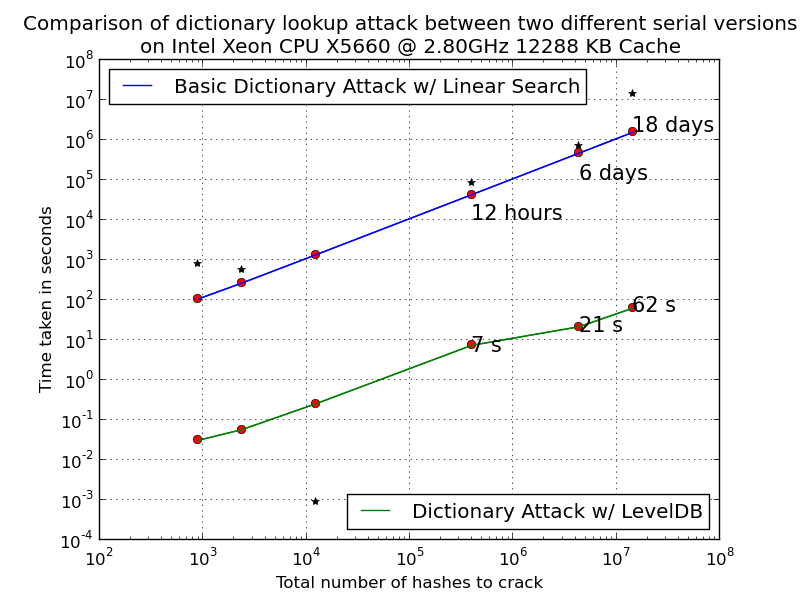 Comparison of dictionary lookup attack between two different serial versions
on Intel Xeon CPU X5660 @ 2.80GHz 12288 KB Cache
10^8
Basic Dictionary Attack w/ Linear Search
10^7
18 days
10^6
6 days
10^5
12 hours
10^4
10^3
10^2
62 s
21 s
7 s
10^1
10^0
10^-1
10^-2
10^-3
Dictionary Attack w/ LevelDB
10^-4
Time taken in seconds
10^2 10^3 10^4 10^5 10^6 10^7 10^8
Total number of hashes to crack